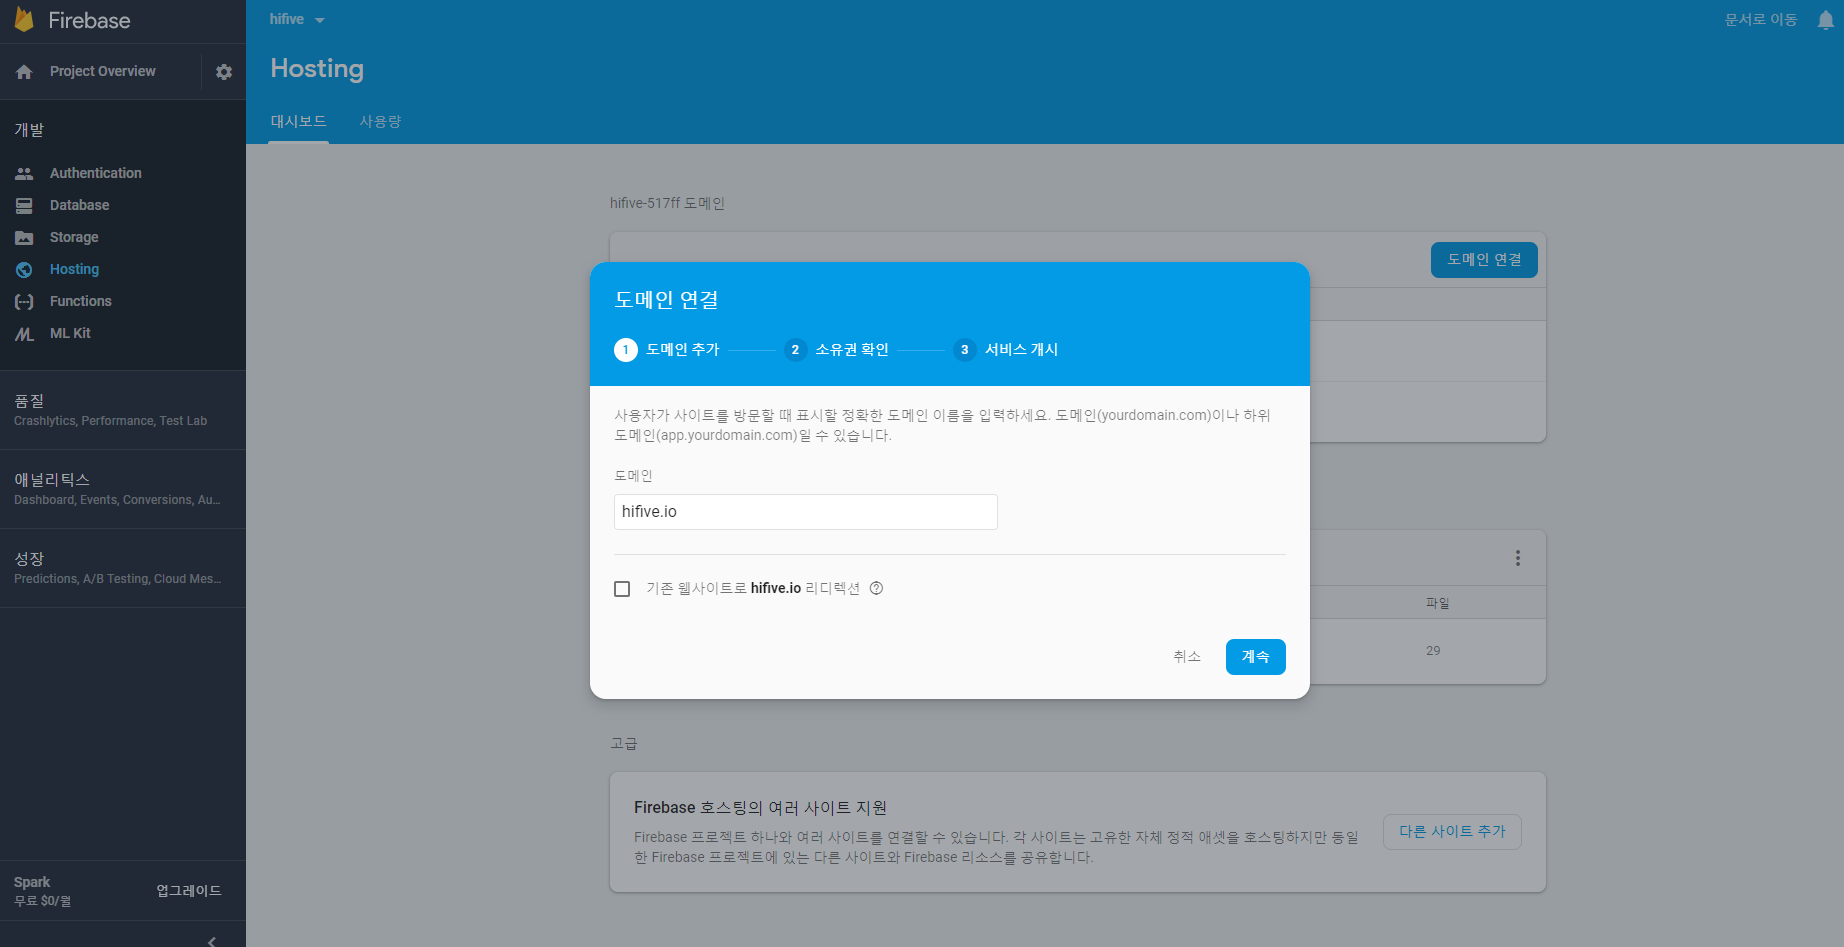 Firebase
Project Overview
개발
Authentication
Database
Storage
Hosting
Functions
ML Kit
품질
Crashlytics, Performance, Test Lab
애널리틱스
Dashboard, Events, Conversions, Au...
성장
Predictions, A/B Testing, Cloud Mes...
Spark
무료 $0/월
업그레이드
hifive
문서로 이동
Hosting
대시보드
사용량
hifive-517ff 도메인
도메인 연결
도메인 연결
1 도메인 추가
2 소유권 확인
3 서비스 개시
사용자가 사이트를 방문할 때 표시할 정확한 도메인 이름을 입력하세요. 도메인(yourdomain.com)이나 하위
도메인(app.yourdomain.com)일 수 있습니다.
도메인
hifive.io
기존 웹사이트로 hifive.io 리디렉션
취소
계속
파일
29
고급
Firebase 호스팅의 여러 사이트 지원
Firebase 프로젝트 하나와 여러 사이트를 연결할 수 있습니다. 각 사이트는 고유한 자체 정적 애셋을 호스팅하지만 동일
한 Firebase 프로젝트에 있는 다른 사이트와 Firebase 리소스를 공유합니다.
다른 사이트 추가